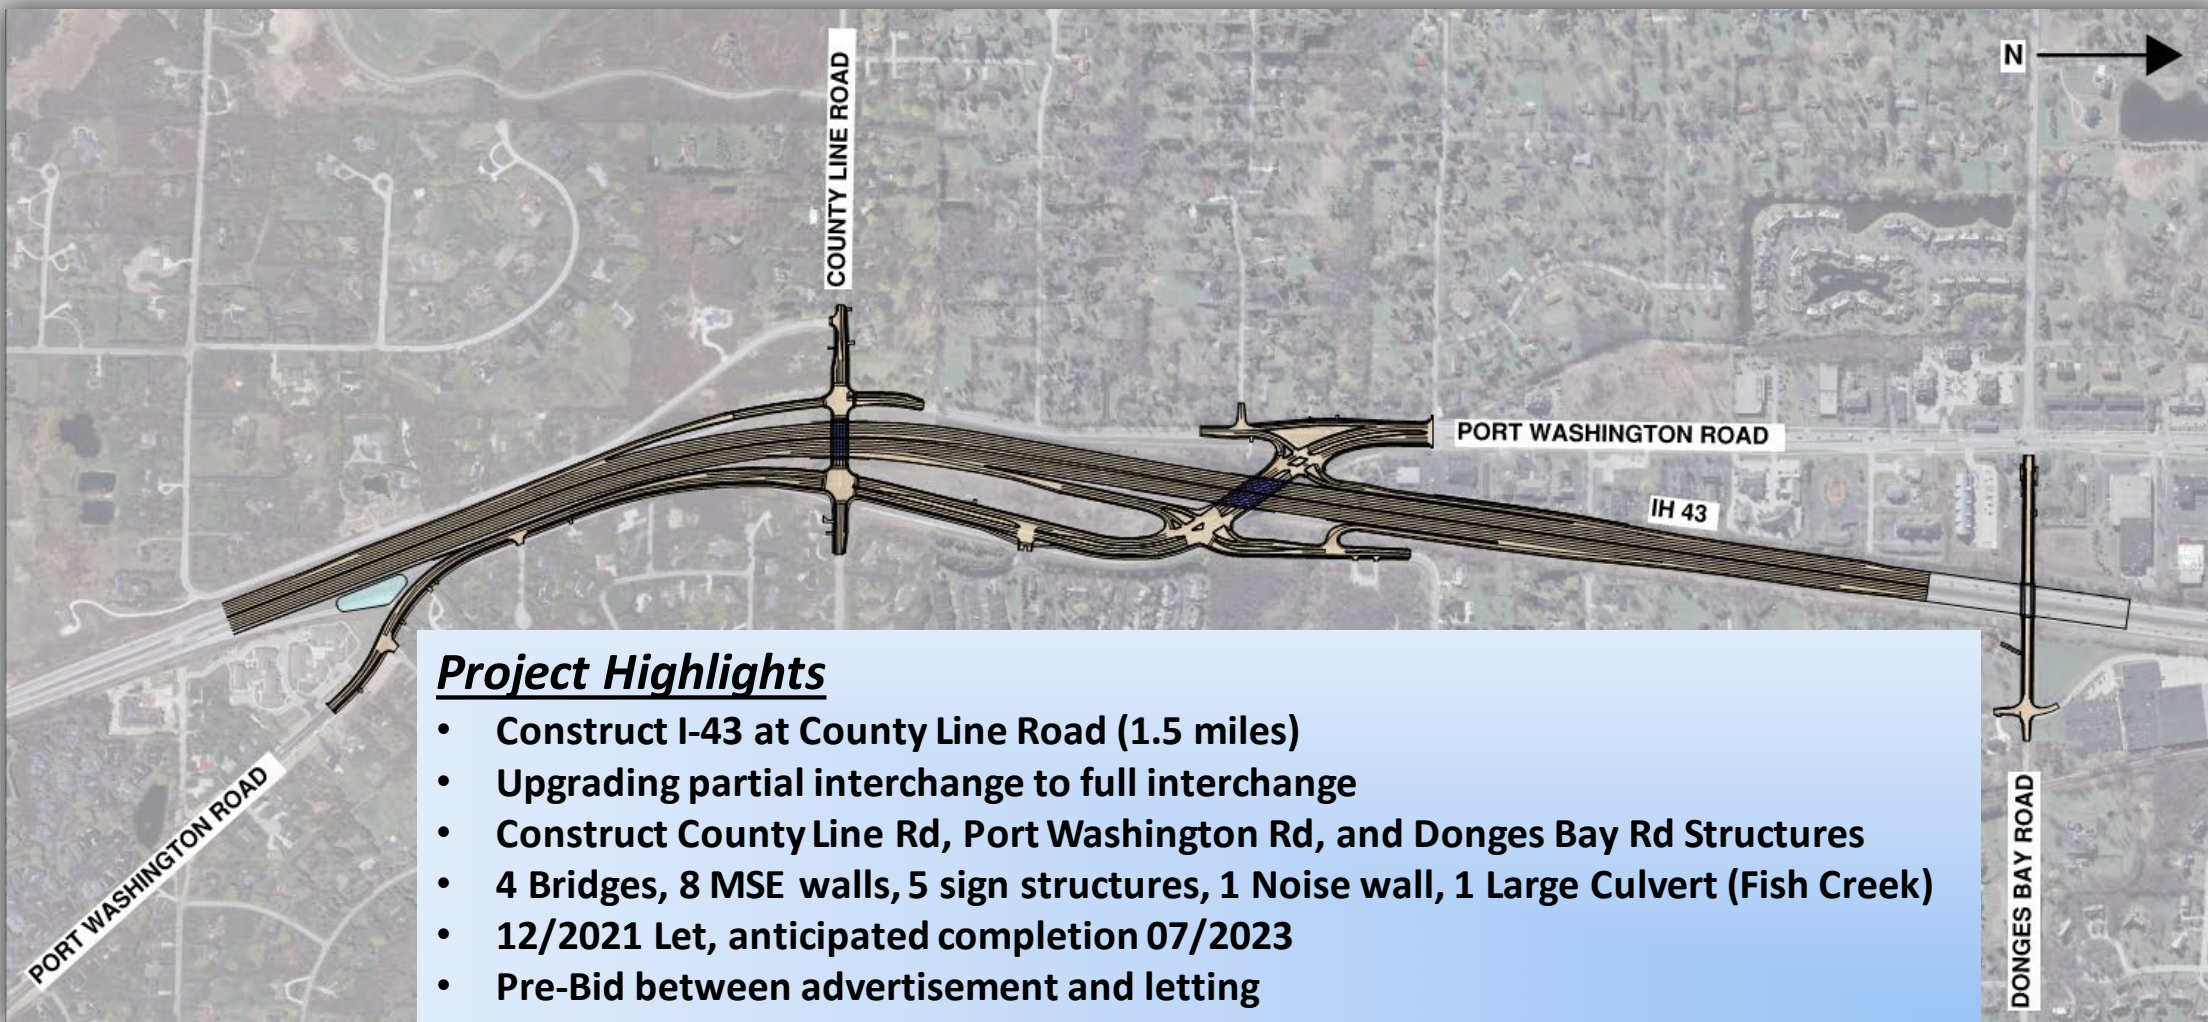 N
COUNTY LINE ROAD
PORT WASHINGTON ROAD
IH 43
Project Highlights
• Construct I-43 at County Line Road (1.5 miles)
• Upgrading partial interchange to full interchange
• Construct County Line Rd, Port Washington Rd, and Donges Bay Rd Structures
• 4 Bridges, 8 MSE walls, 5 sign structures, 1 Noise wall, 1 Large Culvert (Fish Creek)
• 12/2021 Let, anticipated completion 07/2023
• Pre-Bid between advertisement and letting
PORT WASHINGTON ROAD
DONGES BAY ROAD